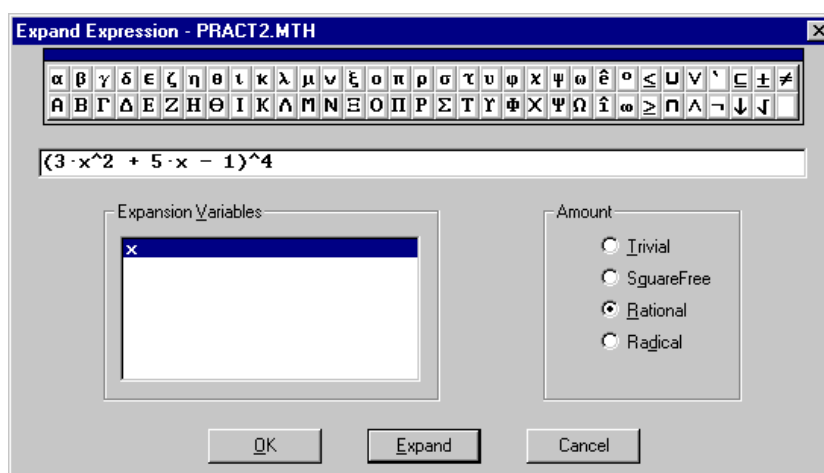 Expand Expression - PRACT2.MTH
α β γ δ ε ζ η θ ι κ λ μ ν ξ ο π ρ σ τ υ φ χ ψ ω ê º ≤ ∪ ∨ ` ⊆ ± ≠
Α Β Γ Δ Ε Ζ Η Θ Ι Κ Λ Μ Ν Ξ Ο Π Ρ Σ Τ Υ Φ Χ Ψ Ω î ∞ ≥ ∩ ∧ ¬ ↓ √
(3·x^2 + 5·x - 1)^4
Expansion Variables
Amount
x
Trivial
SquareFree
Rational
Radical
OK
Expand
Cancel